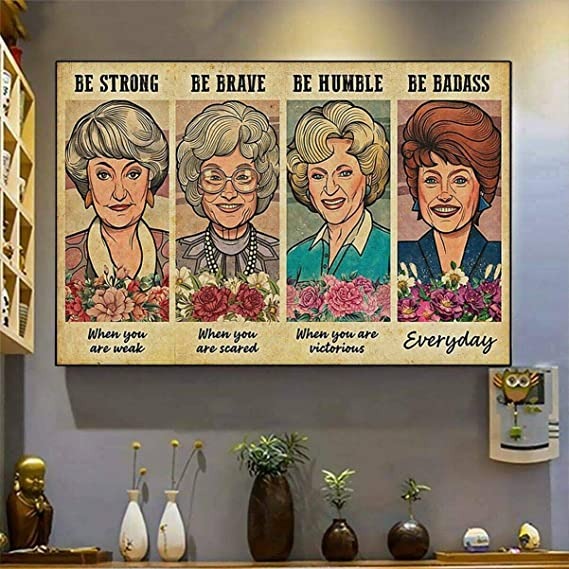 BE STRONG
BE BRAVE
BE HUMBLE
BE BADASS
When you
are weak
When you
are scared
When you are
victorious
Everyday